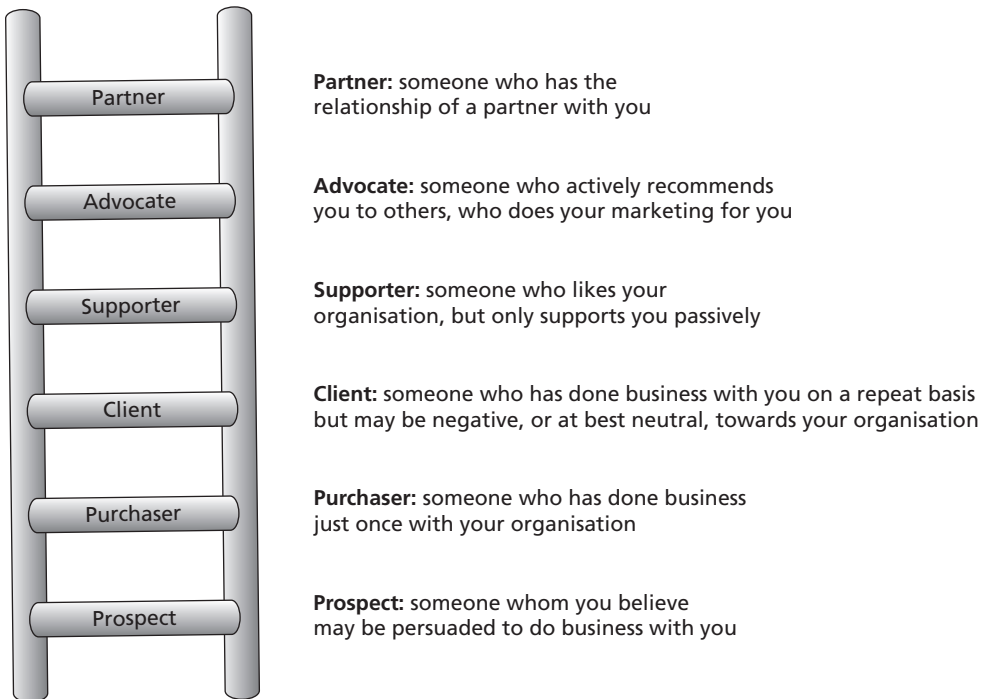 Partner
Partner: someone who has the
relationship of a partner with you
Advocate
Advocate: someone who actively recommends
you to others, who does your marketing for you
Supporter
Supporter: someone who likes your
organisation, but only supports you passively
Client
Client: someone who has done business with you on a repeat basis
but may be negative, or at best neutral, towards your organisation
Purchaser
Purchaser: someone who has done business
just once with your organisation
Prospect
Prospect: someone whom you believe
may be persuaded to do business with you